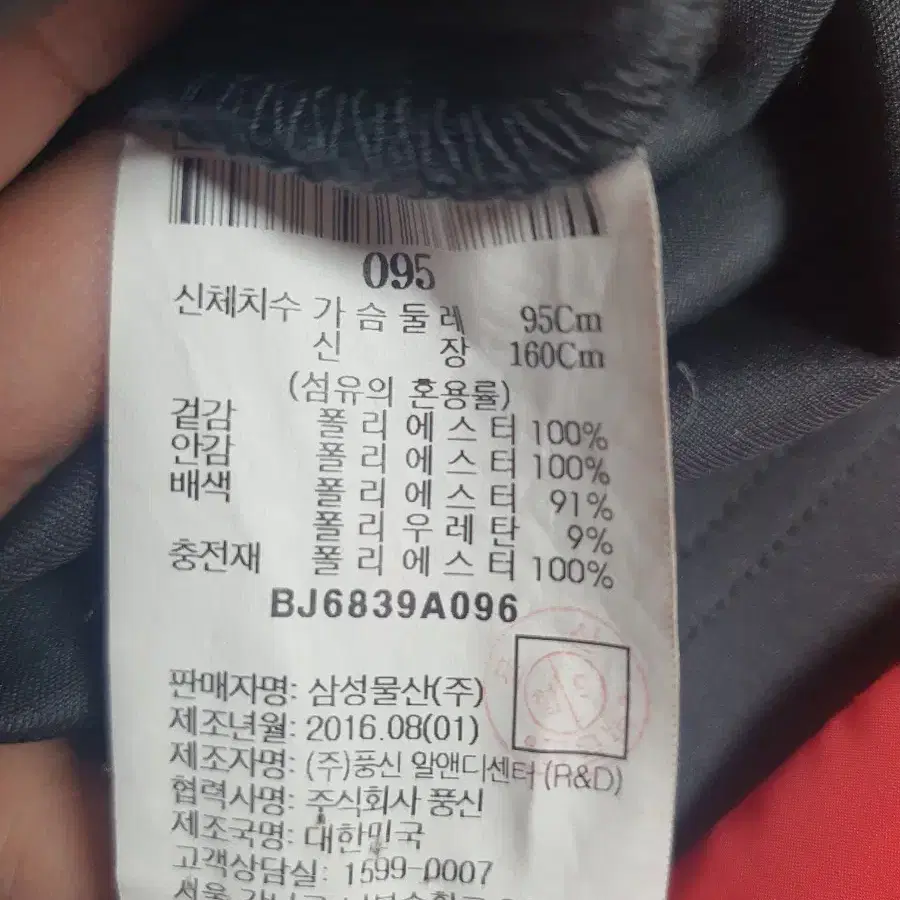 095
신체치수 가슴둘레 95Cm
신장 160Cm
(섬유의 혼용률)
겉감 폴리에스터 100%
안감 폴리에스터 100%
배색 폴리에스터 91%
폴리우레탄 9%
충전재 폴리에스터 100%
BJ6839A096
판매자명: 삼성물산(주)
제조년월: 2016.08(01)
제조자명: (주)풍신 알앤디센터(R&D)
협력사명: 주식회사 풍신
제조국명: 대한민국
고객상담실: 1599-0007
서울